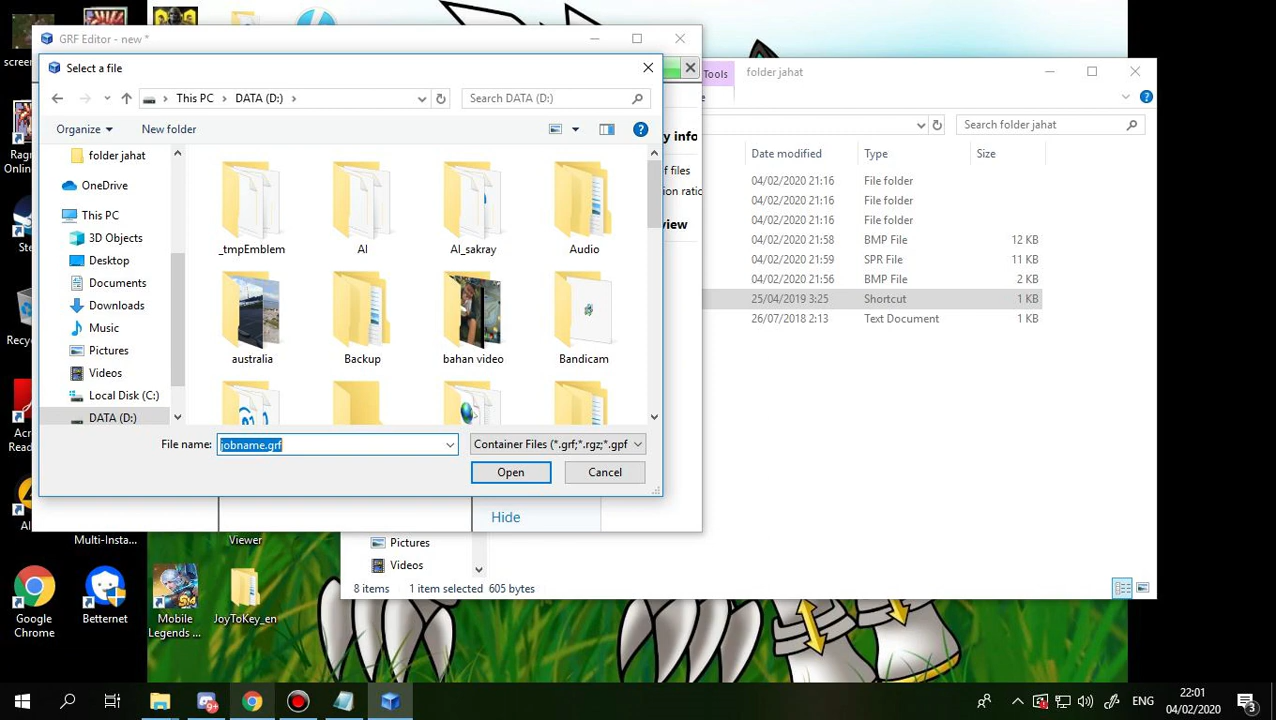 GRF Editor - new *
Select a file
This PC
DATA (D:)
Search DATA (D:)
Organize
New folder
folder jahat
OneDrive
This PC
3D Objects
Desktop
Documents
Downloads
Music
Pictures
Videos
Local Disk (C:)
DATA (D:)
_tmpEmblem
AI
AI_sakray
Audio
australia
Backup
bahan video
Bandicam
File name:
jobname.grf
Container Files (*.grf;*.rgz;*.gpf
Open
Cancel
Hide
Tools
folder jahat
Search folder jahat
Date modified
Type
Size
04/02/2020 21:16
File folder
04/02/2020 21:16
File folder
04/02/2020 21:16
File folder
04/02/2020 21:58
BMP File
12 KB
04/02/2020 21:59
SPR File
11 KB
04/02/2020 21:56
BMP File
2 KB
25/04/2019 3:25
Shortcut
1 KB
26/07/2018 2:13
Text Document
1 KB
Pictures
Videos
8 items
1 item selected
605 bytes
Multi-Insta...
Viewer
Google
Chrome
Betternet
Mobile
Legends ...
JoyToKey_en
ENG
22:01
04/02/2020
3